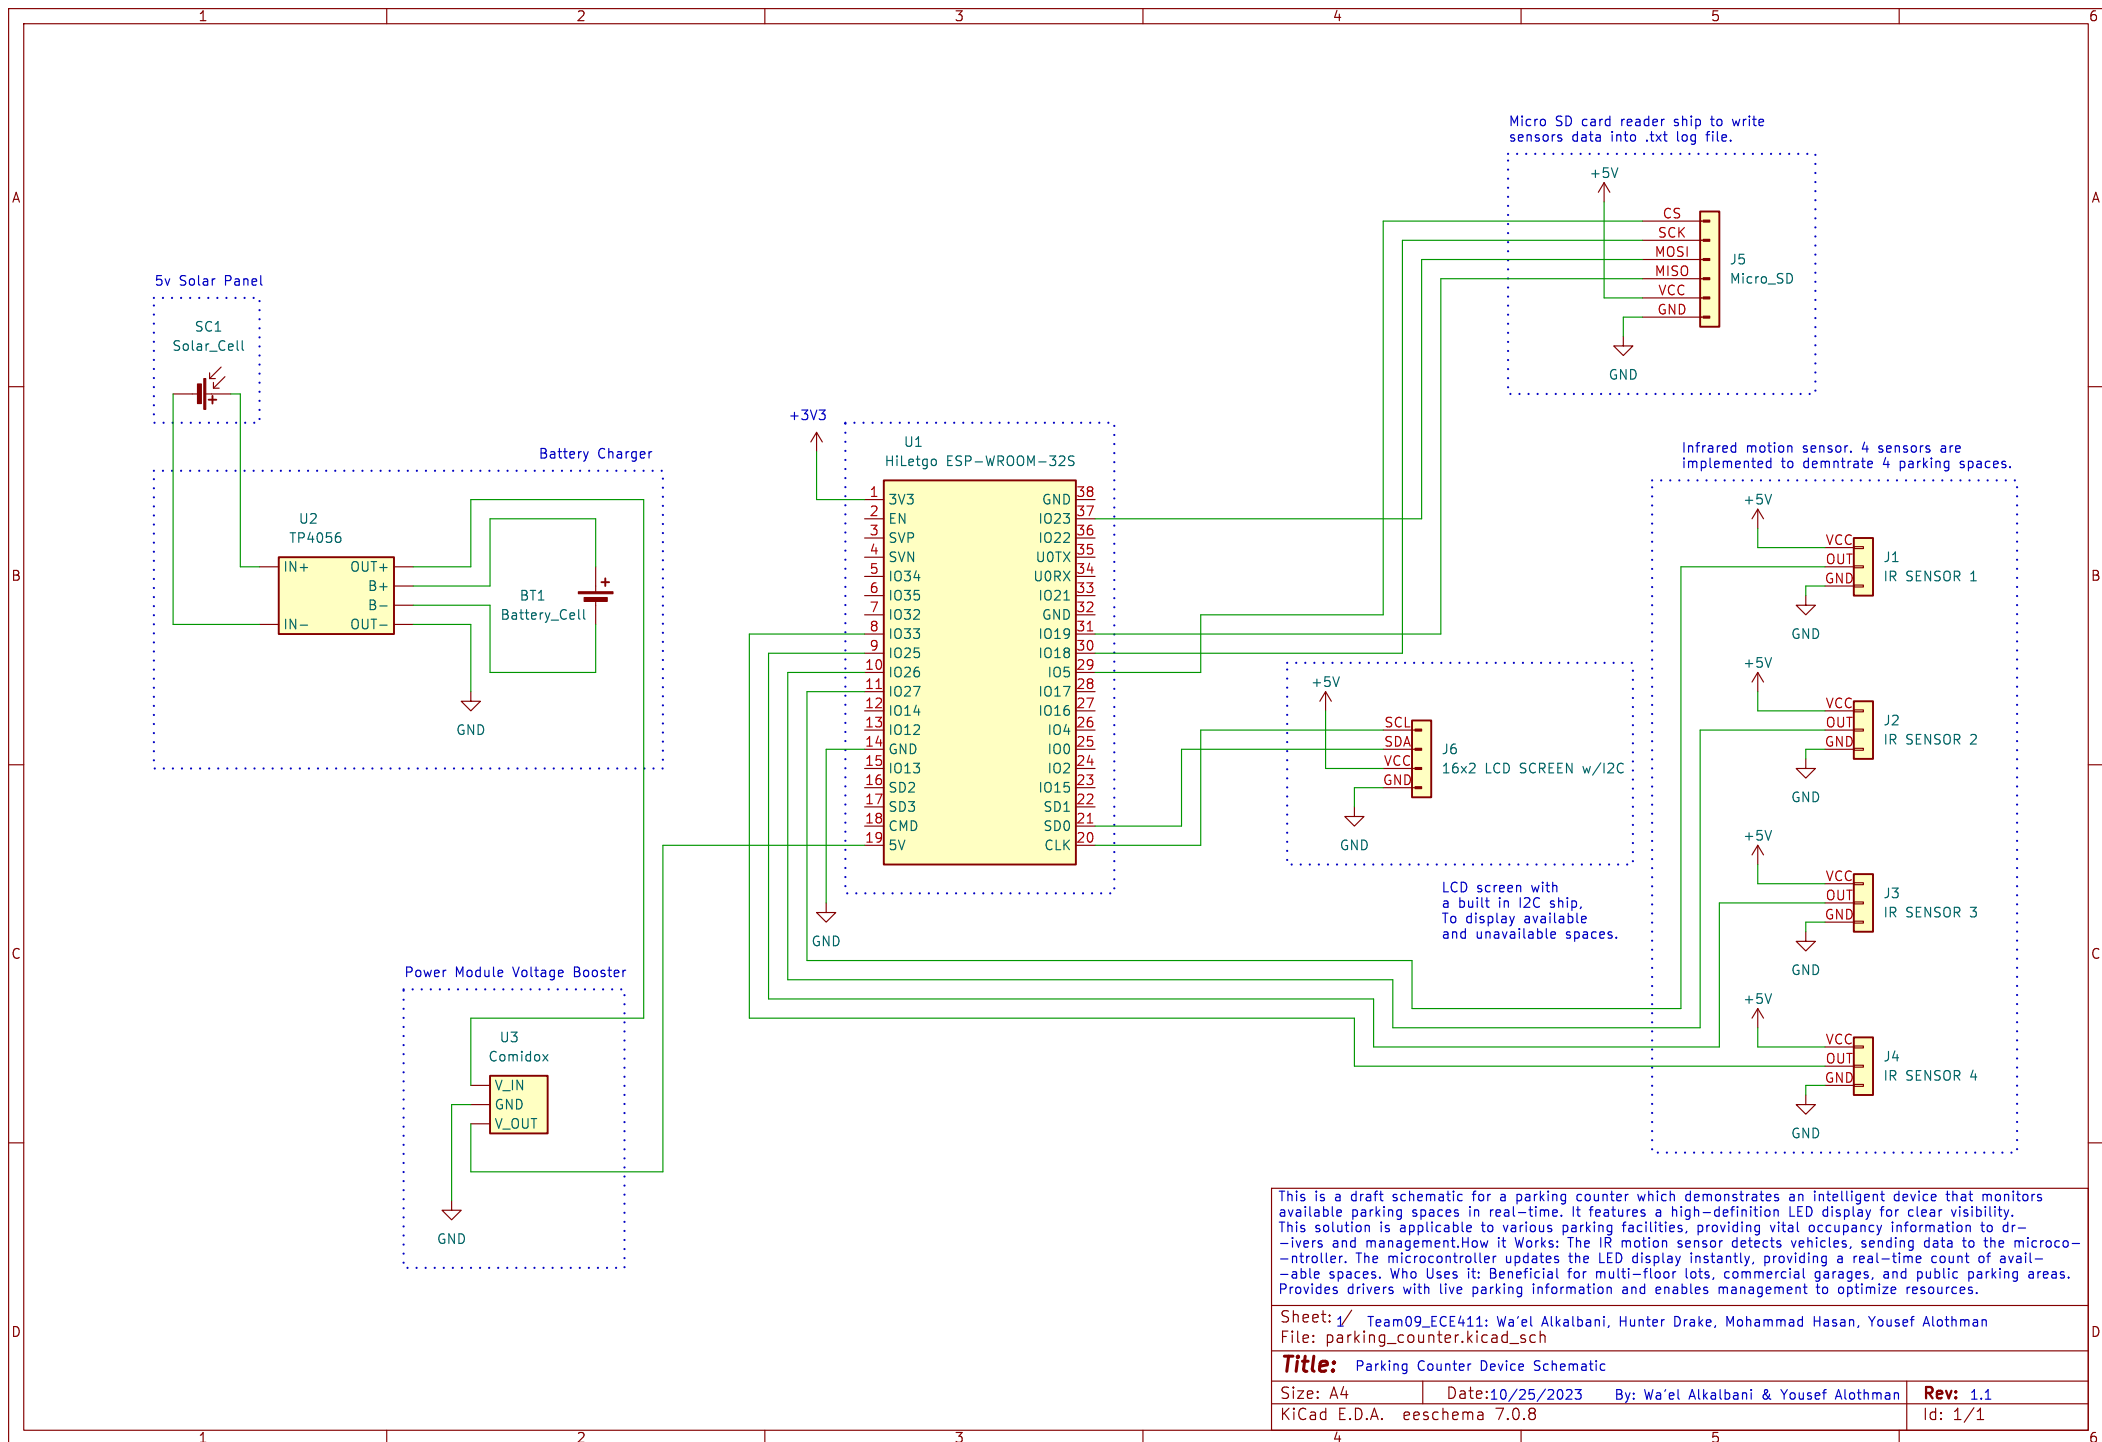 1 2 3 4 5 6
A A
B B
C C
D D
1 2 3 4 5 6
5v Solar Panel
SC1
Solar_Cell
+
Battery Charger
U2
TP4056
IN+ OUT+
B+
B-
IN- OUT-
BT1
Battery_Cell
+
GND
Power Module Voltage Booster
U3
Comidox
V_IN
GND
V_OUT
GND
+3V3
U1
HiLetgo ESP-WROOM-32S
1 3V3 GND 38
2 EN IO23 37
3 SVP IO22 36
4 SVN U0TX 35
5 IO34 U0RX 34
6 IO35 IO21 33
7 IO32 GND 32
8 IO33 IO19 31
9 IO25 IO18 30
10 IO26 IO5 29
11 IO27 IO17 28
12 IO14 IO16 27
13 IO12 IO4 26
14 GND IO0 25
15 IO13 IO2 24
16 SD2 IO15 23
17 SD3 SD1 22
18 CMD SD0 21
19 5V CLK 20
GND
Micro SD card reader ship to write
sensors data into .txt log file.
+5V
CS
SCK
MOSI
MISO
VCC
GND
J5
Micro_SD
GND
+5V
SCL
SDA
VCC
GND
J6
16x2 LCD SCREEN w/I2C
GND
LCD screen with
a built in I2C ship,
To display available
and unavailable spaces.
Infrared motion sensor. 4 sensors are
implemented to demntrate 4 parking spaces.
+5V
VCC
OUT
GND
J1
IR SENSOR 1
GND
+5V
VCC
OUT
GND
J2
IR SENSOR 2
GND
+5V
VCC
OUT
GND
J3
IR SENSOR 3
GND
+5V
VCC
OUT
GND
J4
IR SENSOR 4
GND
This is a draft schematic for a parking counter which demonstrates an intelligent device that monitors
available parking spaces in real-time. It features a high-definition LED display for clear visibility.
This solution is applicable to various parking facilities, providing vital occupancy information to dr-
-ivers and management.How it Works: The IR motion sensor detects vehicles, sending data to the microco-
-ntroller. The microcontroller updates the LED display instantly, providing a real-time count of avail-
-able spaces. Who Uses it: Beneficial for multi-floor lots, commercial garages, and public parking areas.
Provides drivers with live parking information and enables management to optimize resources.
Sheet: 1/ Team09_ECE411: Wa'el Alkalbani, Hunter Drake, Mohammad Hasan, Yousef Alothman
File: parking_counter.kicad_sch
Title: Parking Counter Device Schematic
Size: A4 Date:10/25/2023 By: Wa'el Alkalbani & Yousef Alothman Rev: 1.1
KiCad E.D.A. eeschema 7.0.8 Id: 1/1